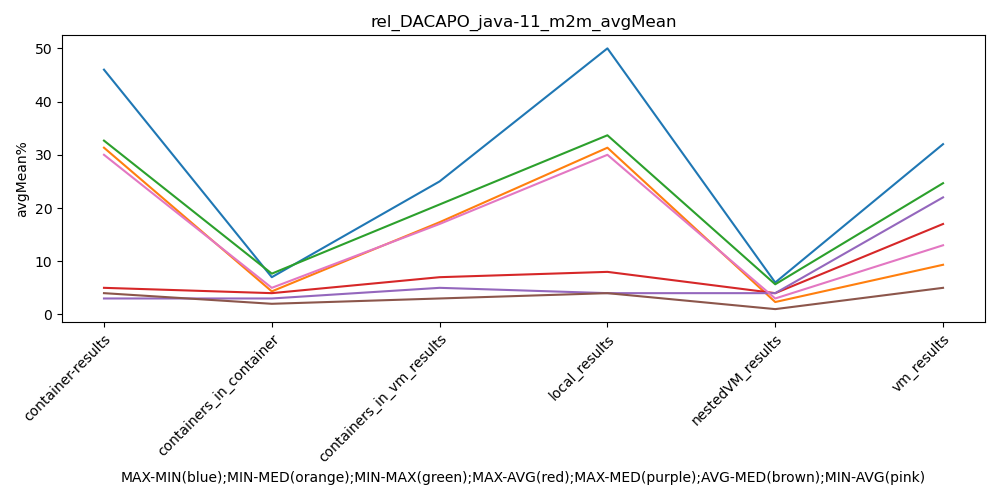 rel_DACAPO_java-11_m2m_avgMean
avgMean%
50
40
30
20
10
0
container-results
containers_in_container
containers_in_vm_results
local_results
nestedVM_results
vm_results
MAX-MIN(blue);MIN-MED(orange);MIN-MAX(green);MAX-AVG(red);MAX-MED(purple);AVG-MED(brown);MIN-AVG(pink)